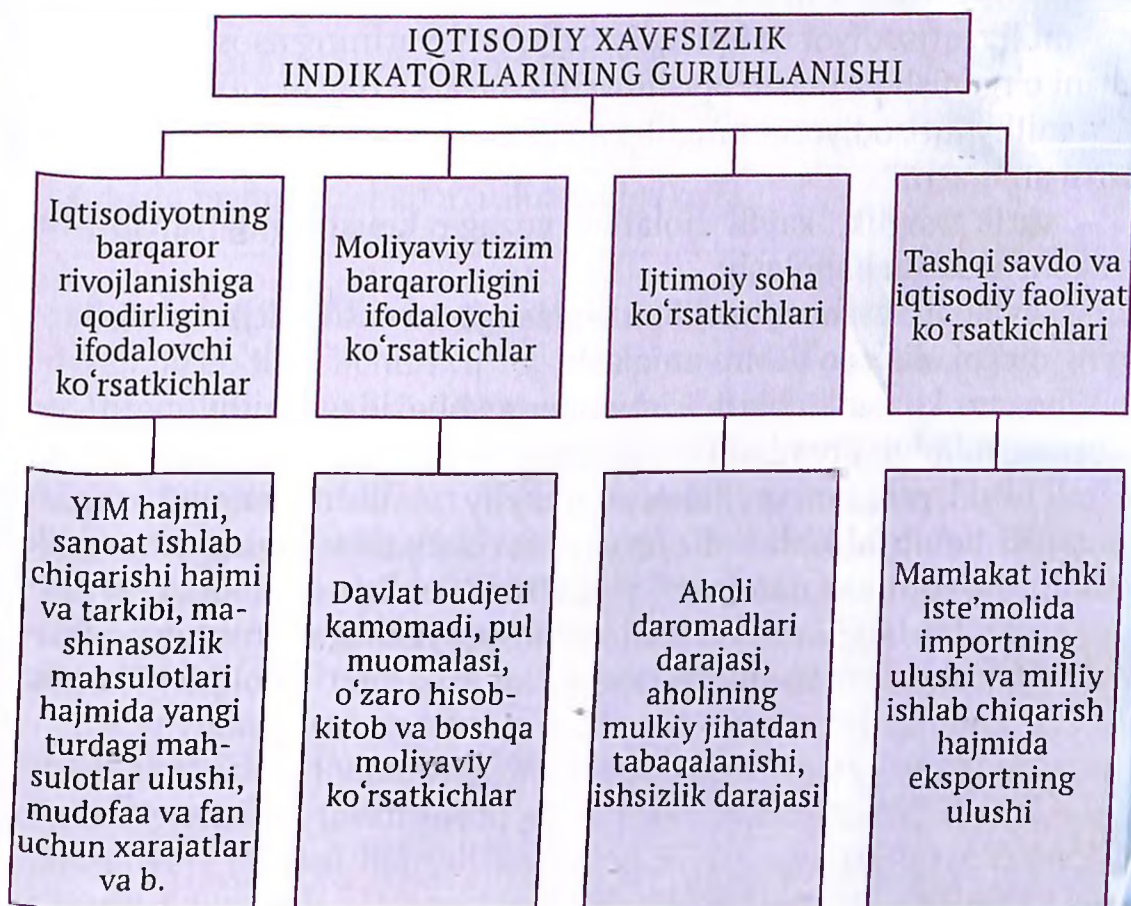 IQTISODIY XAVFSIZLIK
INDIKATORLARINING GURUHLANISHI
Iqtisodiyotning
barqaror
rivojlanishiga
qodirligini
ifodalovchi
ko‘rsatkichlar
Moliyaviy tizim
barqarorligini
ifodalovchi
ko‘rsatkichlar
Ijtimoiy soha
ko‘rsatkichlari
Tashqi savdo va
iqtisodiy faoliyat
ko‘rsatkichlari
YIM hajmi,
sanoat ishlab
chiqarishi hajmi
va tarkibi, ma-
shinasozlik
mahsulotlari
hajmida yangi
turdagi mah-
sulotlar ulushi,
mudofaa va fan
uchun xarajatlar
va b.
Davlat budjeti
kamomadi, pul
muomalasi,
o‘zaro hisob-
kitob va boshqa
moliyaviy
ko‘rsatkichlar
Aholi
daromadlari
darajasi,
aholining
mulkiy jihatdan
tabaqalanishi,
ishsizlik darajasi
Mamlakat ichki
iste’molida
importning
ulushi va milliy
ishlab chiqarish
hajmida
eksportning
ulushi